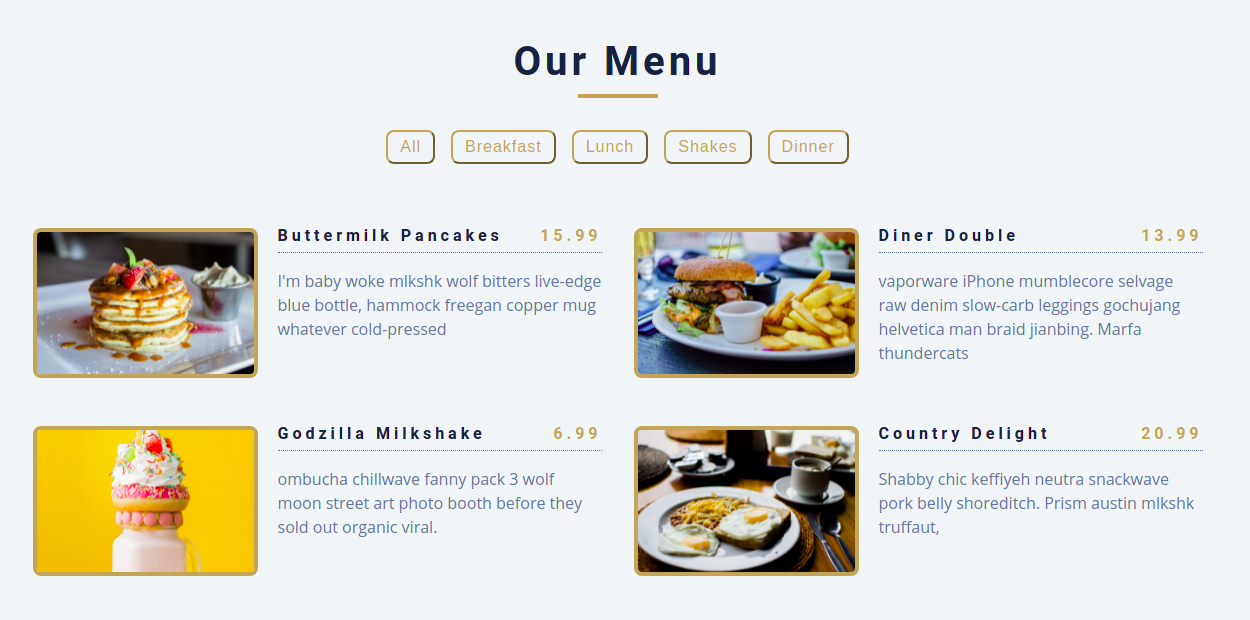 Our Menu
All Breakfast Lunch Shakes Dinner
Buttermilk Pancakes 15.99
I'm baby woke mlkshk wolf bitters live-edge
blue bottle, hammock freegan copper mug
whatever cold-pressed
Diner Double 13.99
vaporware iPhone mumblecore selvage
raw denim slow-carb leggings gochujang
helvetica man braid jianbing. Marfa
thundercats
Godzilla Milkshake 6.99
ombucha chillwave fanny pack 3 wolf
moon street art photo booth before they
sold out organic viral.
Country Delight 20.99
Shabby chic keffiyeh neutra snackwave
pork belly shoreditch. Prism austin mlkshk
truffaut,